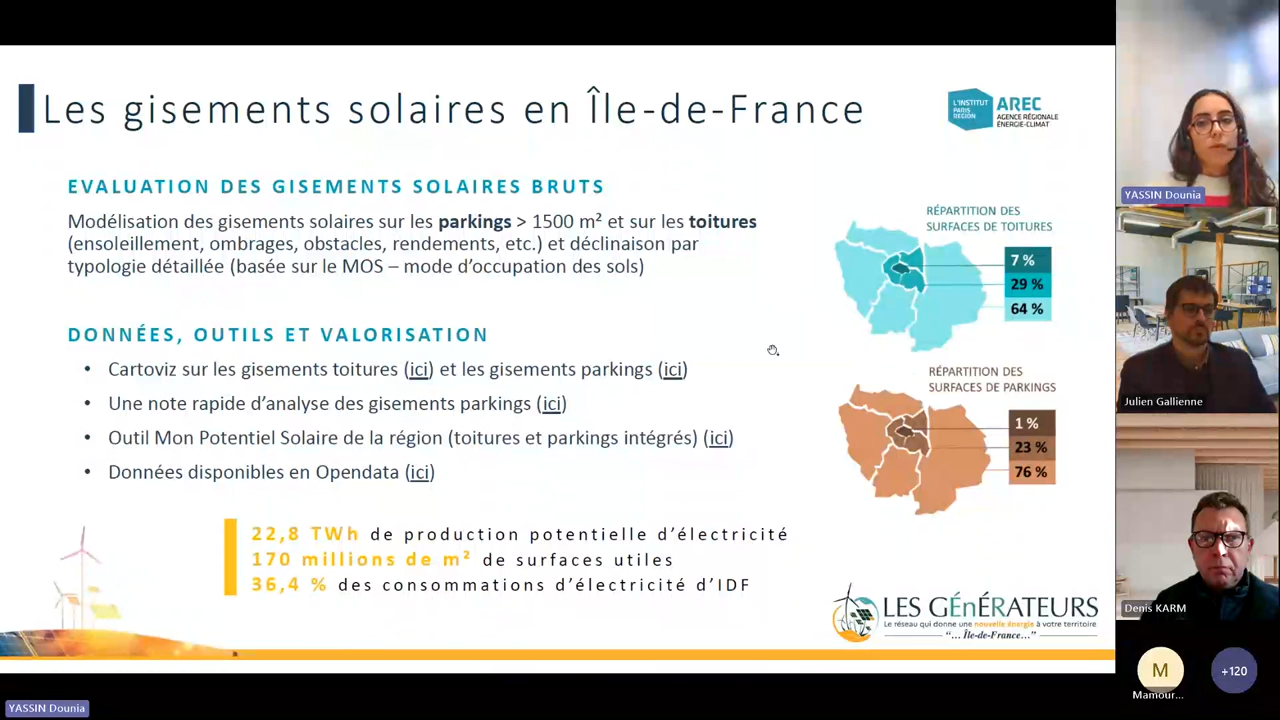 Les gisements solaires en Île-de-France
L'INSTITUT
PARIS
REGION
AREC
AGENCE RÉGIONALE
ÉNERGIE-CLIMAT
EVALUATION DES GISEMENTS SOLAIRES BRUTS
Modélisation des gisements solaires sur les parkings > 1500 m² et sur les toitures
(ensoleillement, ombrages, obstacles, rendements, etc.) et déclinaison par
typologie détaillée (basée sur le MOS – mode d'occupation des sols)
RÉPARTITION DES
SURFACES DE TOITURES
7 %
29 %
64 %
DONNÉES, OUTILS ET VALORISATION
• Cartoviz sur les gisements toitures (ici) et les gisements parkings (ici)
• Une note rapide d'analyse des gisements parkings (ici)
• Outil Mon Potentiel Solaire de la région (toitures et parkings intégrés) (ici)
• Données disponibles en Opendata (ici)
RÉPARTITION DES
SURFACES DE PARKINGS
1 %
23 %
76 %
22,8 TWh de production potentielle d'électricité
170 millions de m² de surfaces utiles
36,4 % des consommations d'électricité d'IDF
LES GÉnÉRATEURS
Le réseau qui donne une nouvelle énergie à votre territoire
“... Île-de-France...”
YASSIN Dounia
Julien Gallienne
Denis KARM
M
Mamour...
+120
YASSIN Dounia